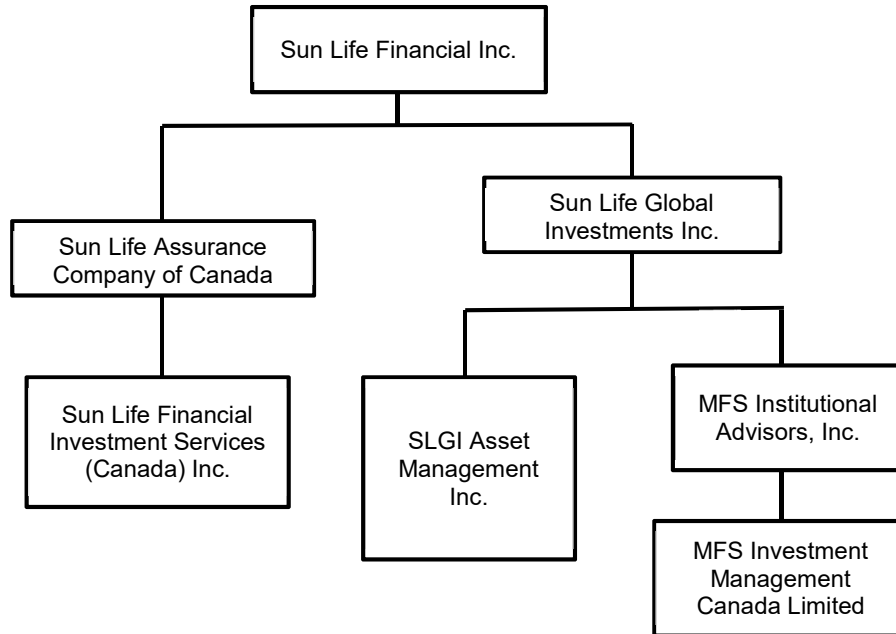 Sun Life Financial Inc.
Sun Life Global
Investments Inc.
Sun Life Assurance
Company of Canada
Sun Life Financial
Investment Services
(Canada) Inc.
SLGI Asset
Management
Inc.
MFS Institutional
Advisors, Inc.
MFS Investment
Management
Canada Limited